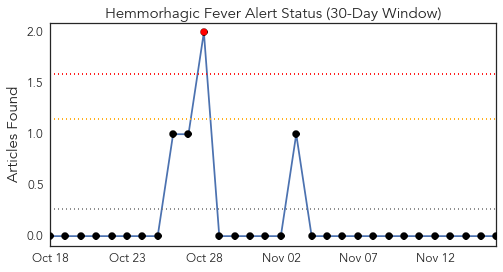 Hemmorhagic Fever Alert Status (30-Day Window)
Articles Found
2.0
1.5
1.0
0.5
0.0
Oct 18 Oct 23 Oct 28 Nov 02 Nov 07 Nov 12